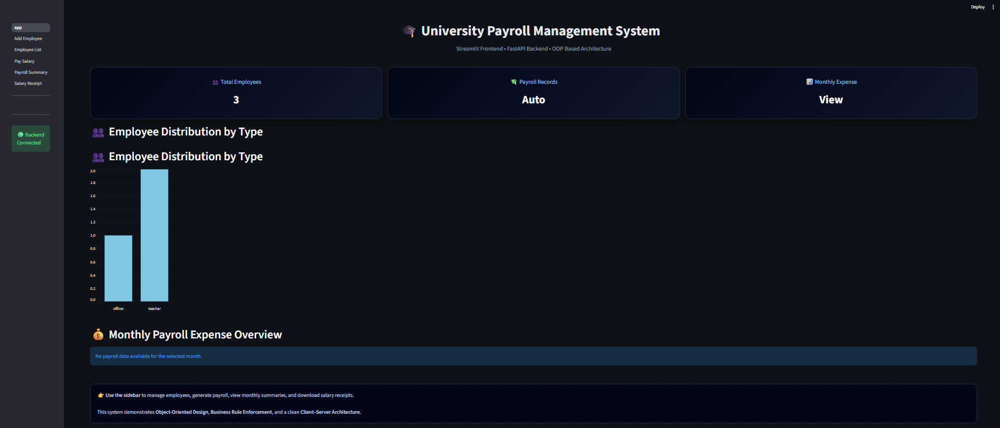 Deploy
app
Add Employee
Employee List
Pay Salary
Payroll Summary
Salary Receipt
Backend
Connected
University Payroll Management System
Streamlit Frontend • FastAPI Backend • OOP Based Architecture
Total Employees
3
Payroll Records
Auto
Monthly Expense
View
Employee Distribution by Type
Employee Distribution by Type
2.0
1.8
1.6
1.4
1.2
1.0
0.8
0.6
0.4
0.2
0.0
officer
teacher
Monthly Payroll Expense Overview
No payroll data available for the selected month.
Use the sidebar to manage employees, generate payroll, view monthly summaries, and download salary receipts.
This system demonstrates Object-Oriented Design, Business Rule Enforcement, and a clean Client–Server Architecture.